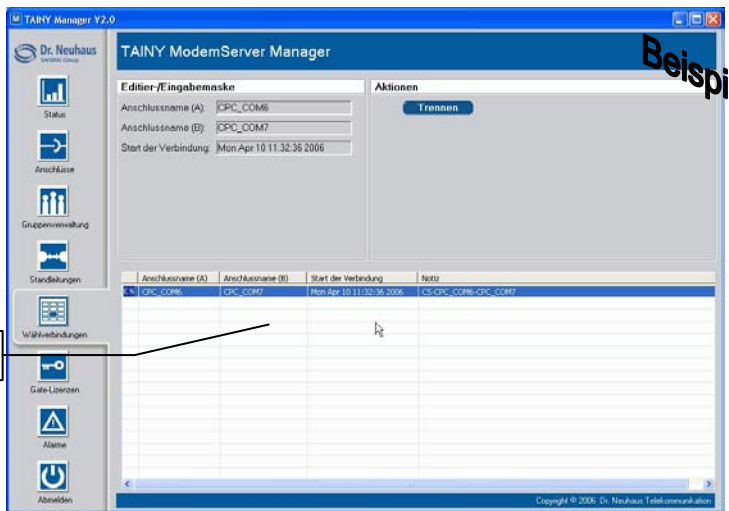 TAINY Manager V2.0
Dr. Neuhaus
TAINY ModemServer Manager
Beispi
Status
Anschlüsse
Gruppenverwaltung
Standleitungen
Wählverbindungen
Gate-Lizenzen
Alarme
Abmelden
Editier-/Eingabemaske
Anschlussname (A): CPC_COM6
Anschlussname (B): CPC_COM7
Start der Verbindung: Mon Apr 10 11:32:36 2006
Aktionen
Trennen
Anschlussname (A) Anschlussname (B) Start der Verbindung Notiz
CPC_COM6 CPC_COM7 Mon Apr 10 11:32:36 2006 CS-CPC_COM6-CPC_COM7
Copyright © 2006, Dr. Neuhaus Telekommunikation